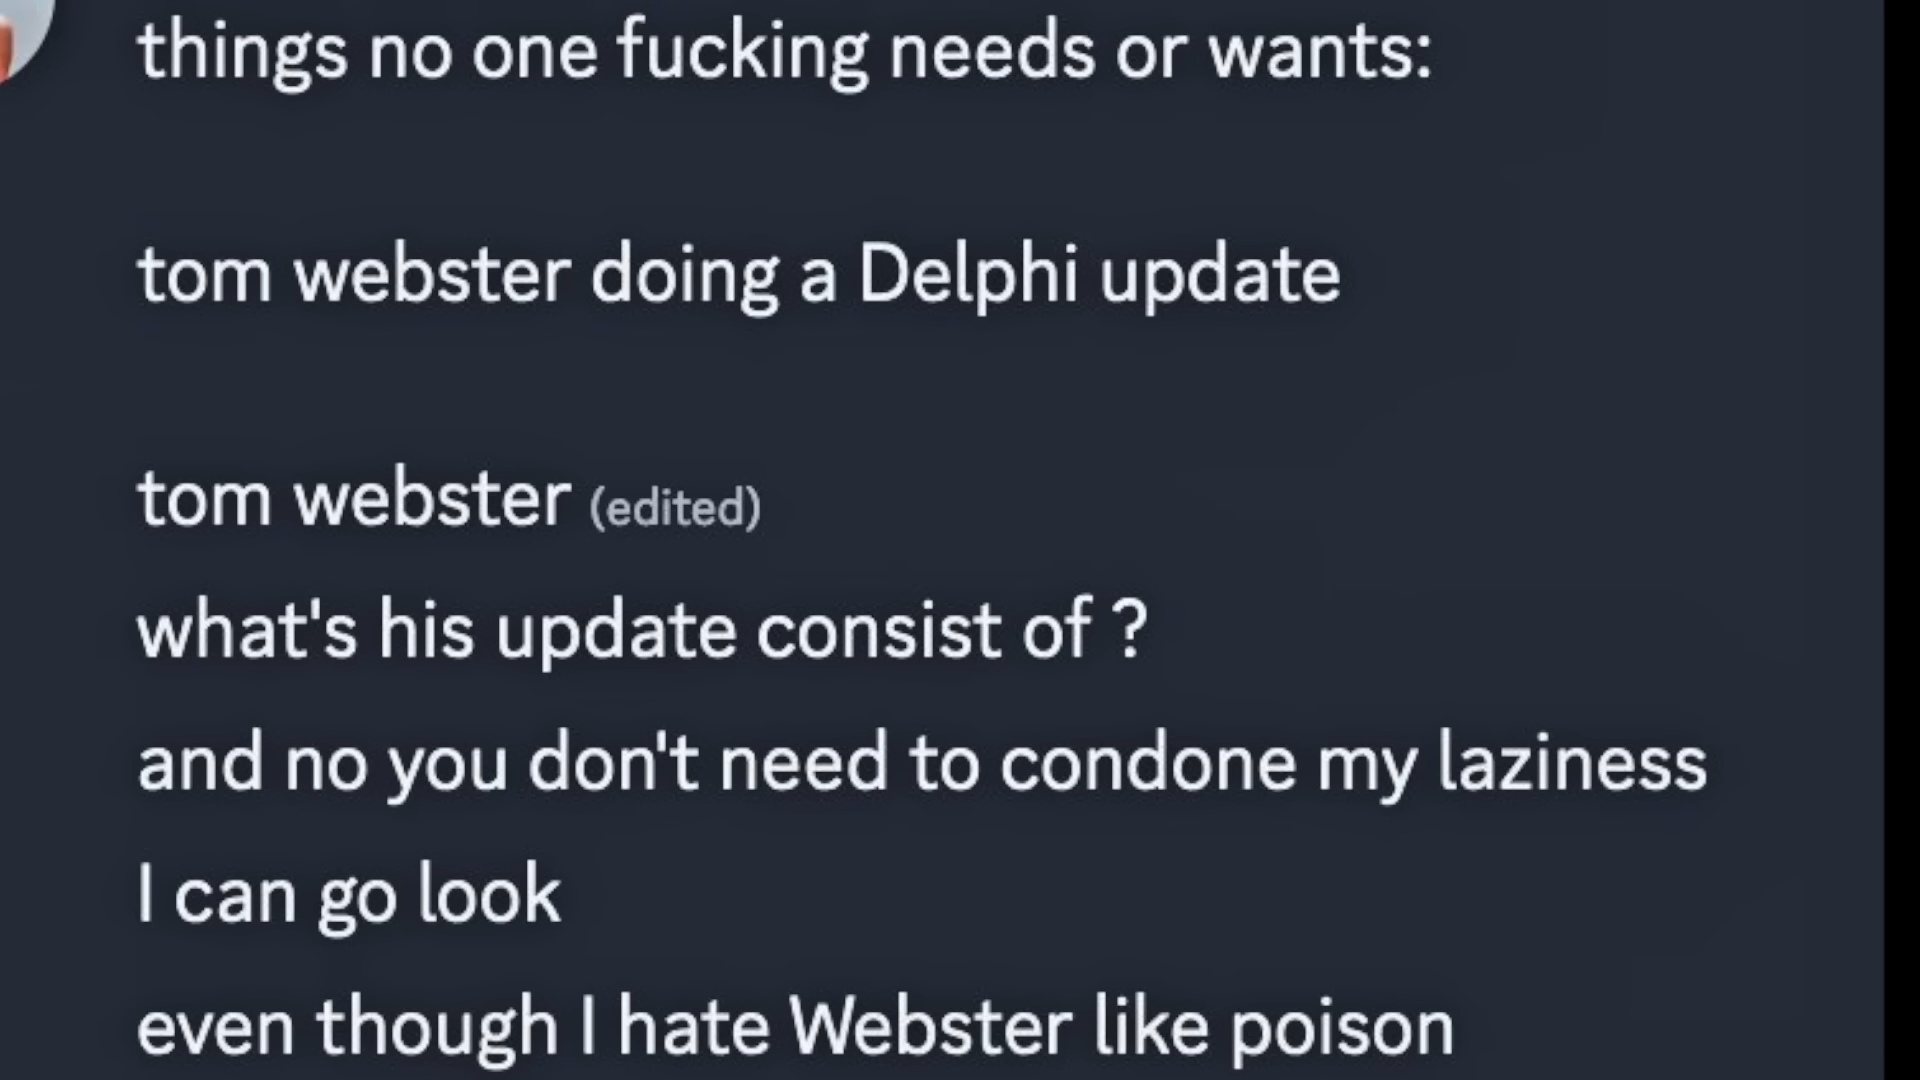 things no one fucking needs or wants:
tom webster doing a Delphi update
tom webster (edited)
what's his update consist of ?
and no you don't need to condone my laziness
I can go look
even though I hate Webster like poison